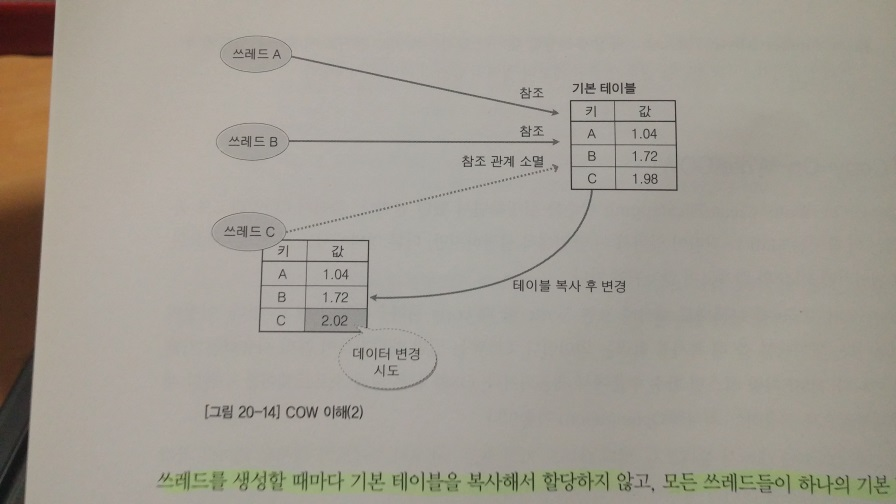 쓰레드 A
참조
기본 테이블
키 값
A 1.04
B 1.72
C 1.98
쓰레드 B
참조
참조 관계 소멸
쓰레드 C
키 값
A 1.04
B 1.72
C 2.02
테이블 복사 후 변경
데이터 변경
시도
[그림 20-14] COW 이해(2)
쓰레드를 생성할 때마다 기본 테이블을 복사해서 할당하지 않고, 모든 쓰레드들이 하나의 기본